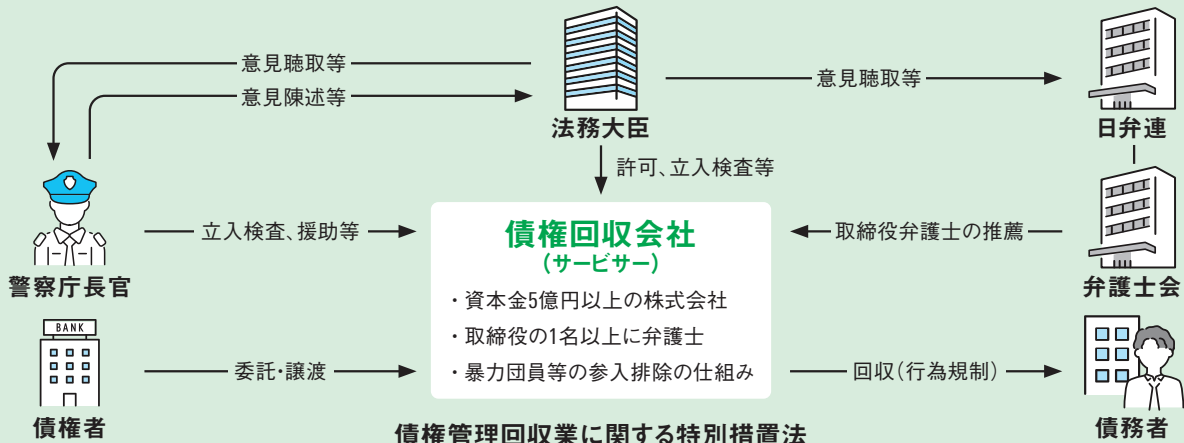 意見聴取等
意見陳述等
法務大臣
意見聴取等
日弁連
許可、立入検査等
警察庁長官
立入検査、援助等
債権回収会社
(サービサー)
・資本金5億円以上の株式会社
・取締役の1名以上に弁護士
・暴力団員等の参入排除の仕組み
取締役弁護士の推薦
弁護士会
BANK
債権者
委託・譲渡
回収(行為規制)
債務者
債権管理回収業に関する特別措置法